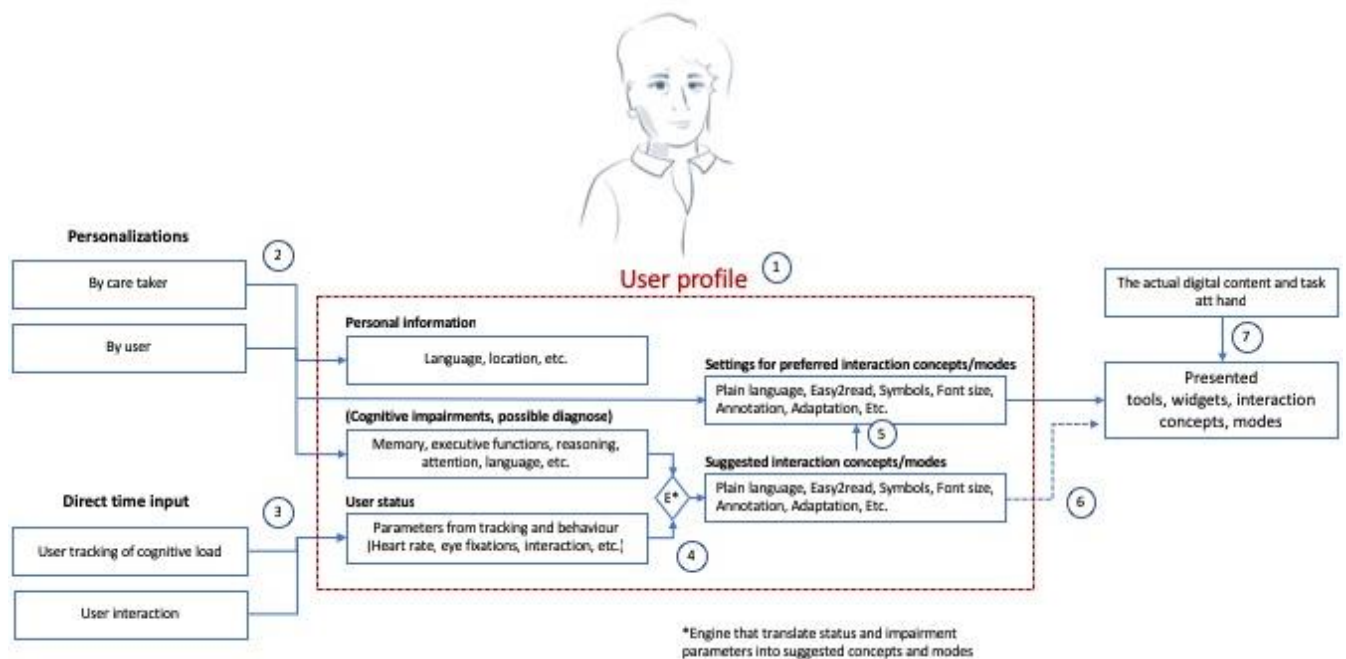 Personalizations
2
By care taker
By user
Direct time input
3
User tracking of cognitive load
User interaction
User profile
1
Personal information
Language, location, etc.
(Cognitive impairments, possible diagnose)
Memory, executive functions, reasoning,
attention, language, etc.
User status
Parameters from tracking and behaviour
(Heart rate, eye fixations, interaction, etc.)
E*
4
Settings for preferred interaction concepts/modes
Plain language, Easy2read, Symbols, Font size,
Annotation, Adaptation, Etc.
5
Suggested interaction concepts/modes
Plain language, Easy2read, Symbols, Font size,
Annotation, Adaptation, Etc.
6
The actual digital content and task
att hand
7
Presented
tools, widgets, interaction
concepts, modes
*Engine that translate status and impairment
parameters into suggested concepts and modes